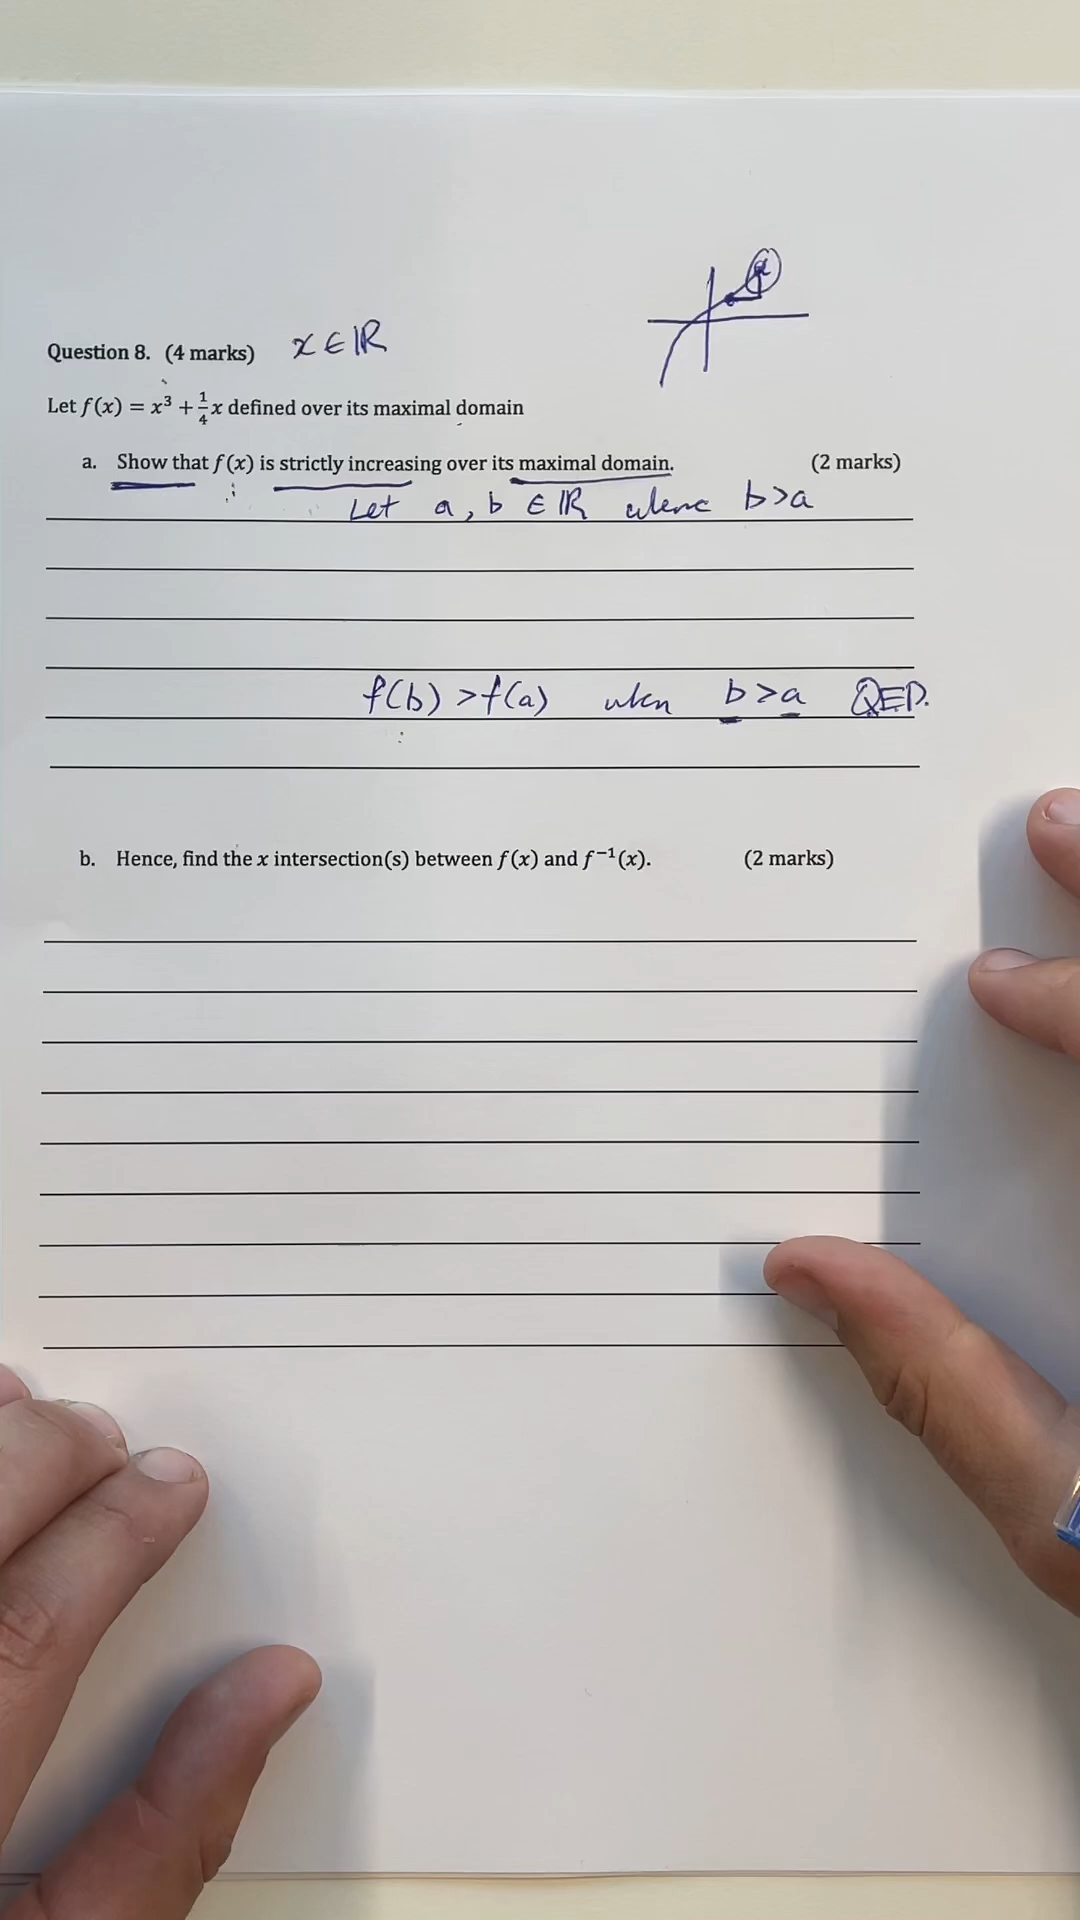 x ∈ ℝ
Question 8. (4 marks)
Let f(x) = x³ + 1/4 x defined over its maximal domain
a. Show that f(x) is strictly increasing over its maximal domain. (2 marks)
Let a, b ∈ ℝ where b>a
f(b) > f(a) when b>a QED.
b. Hence, find the x intersection(s) between f(x) and f⁻¹(x). (2 marks)